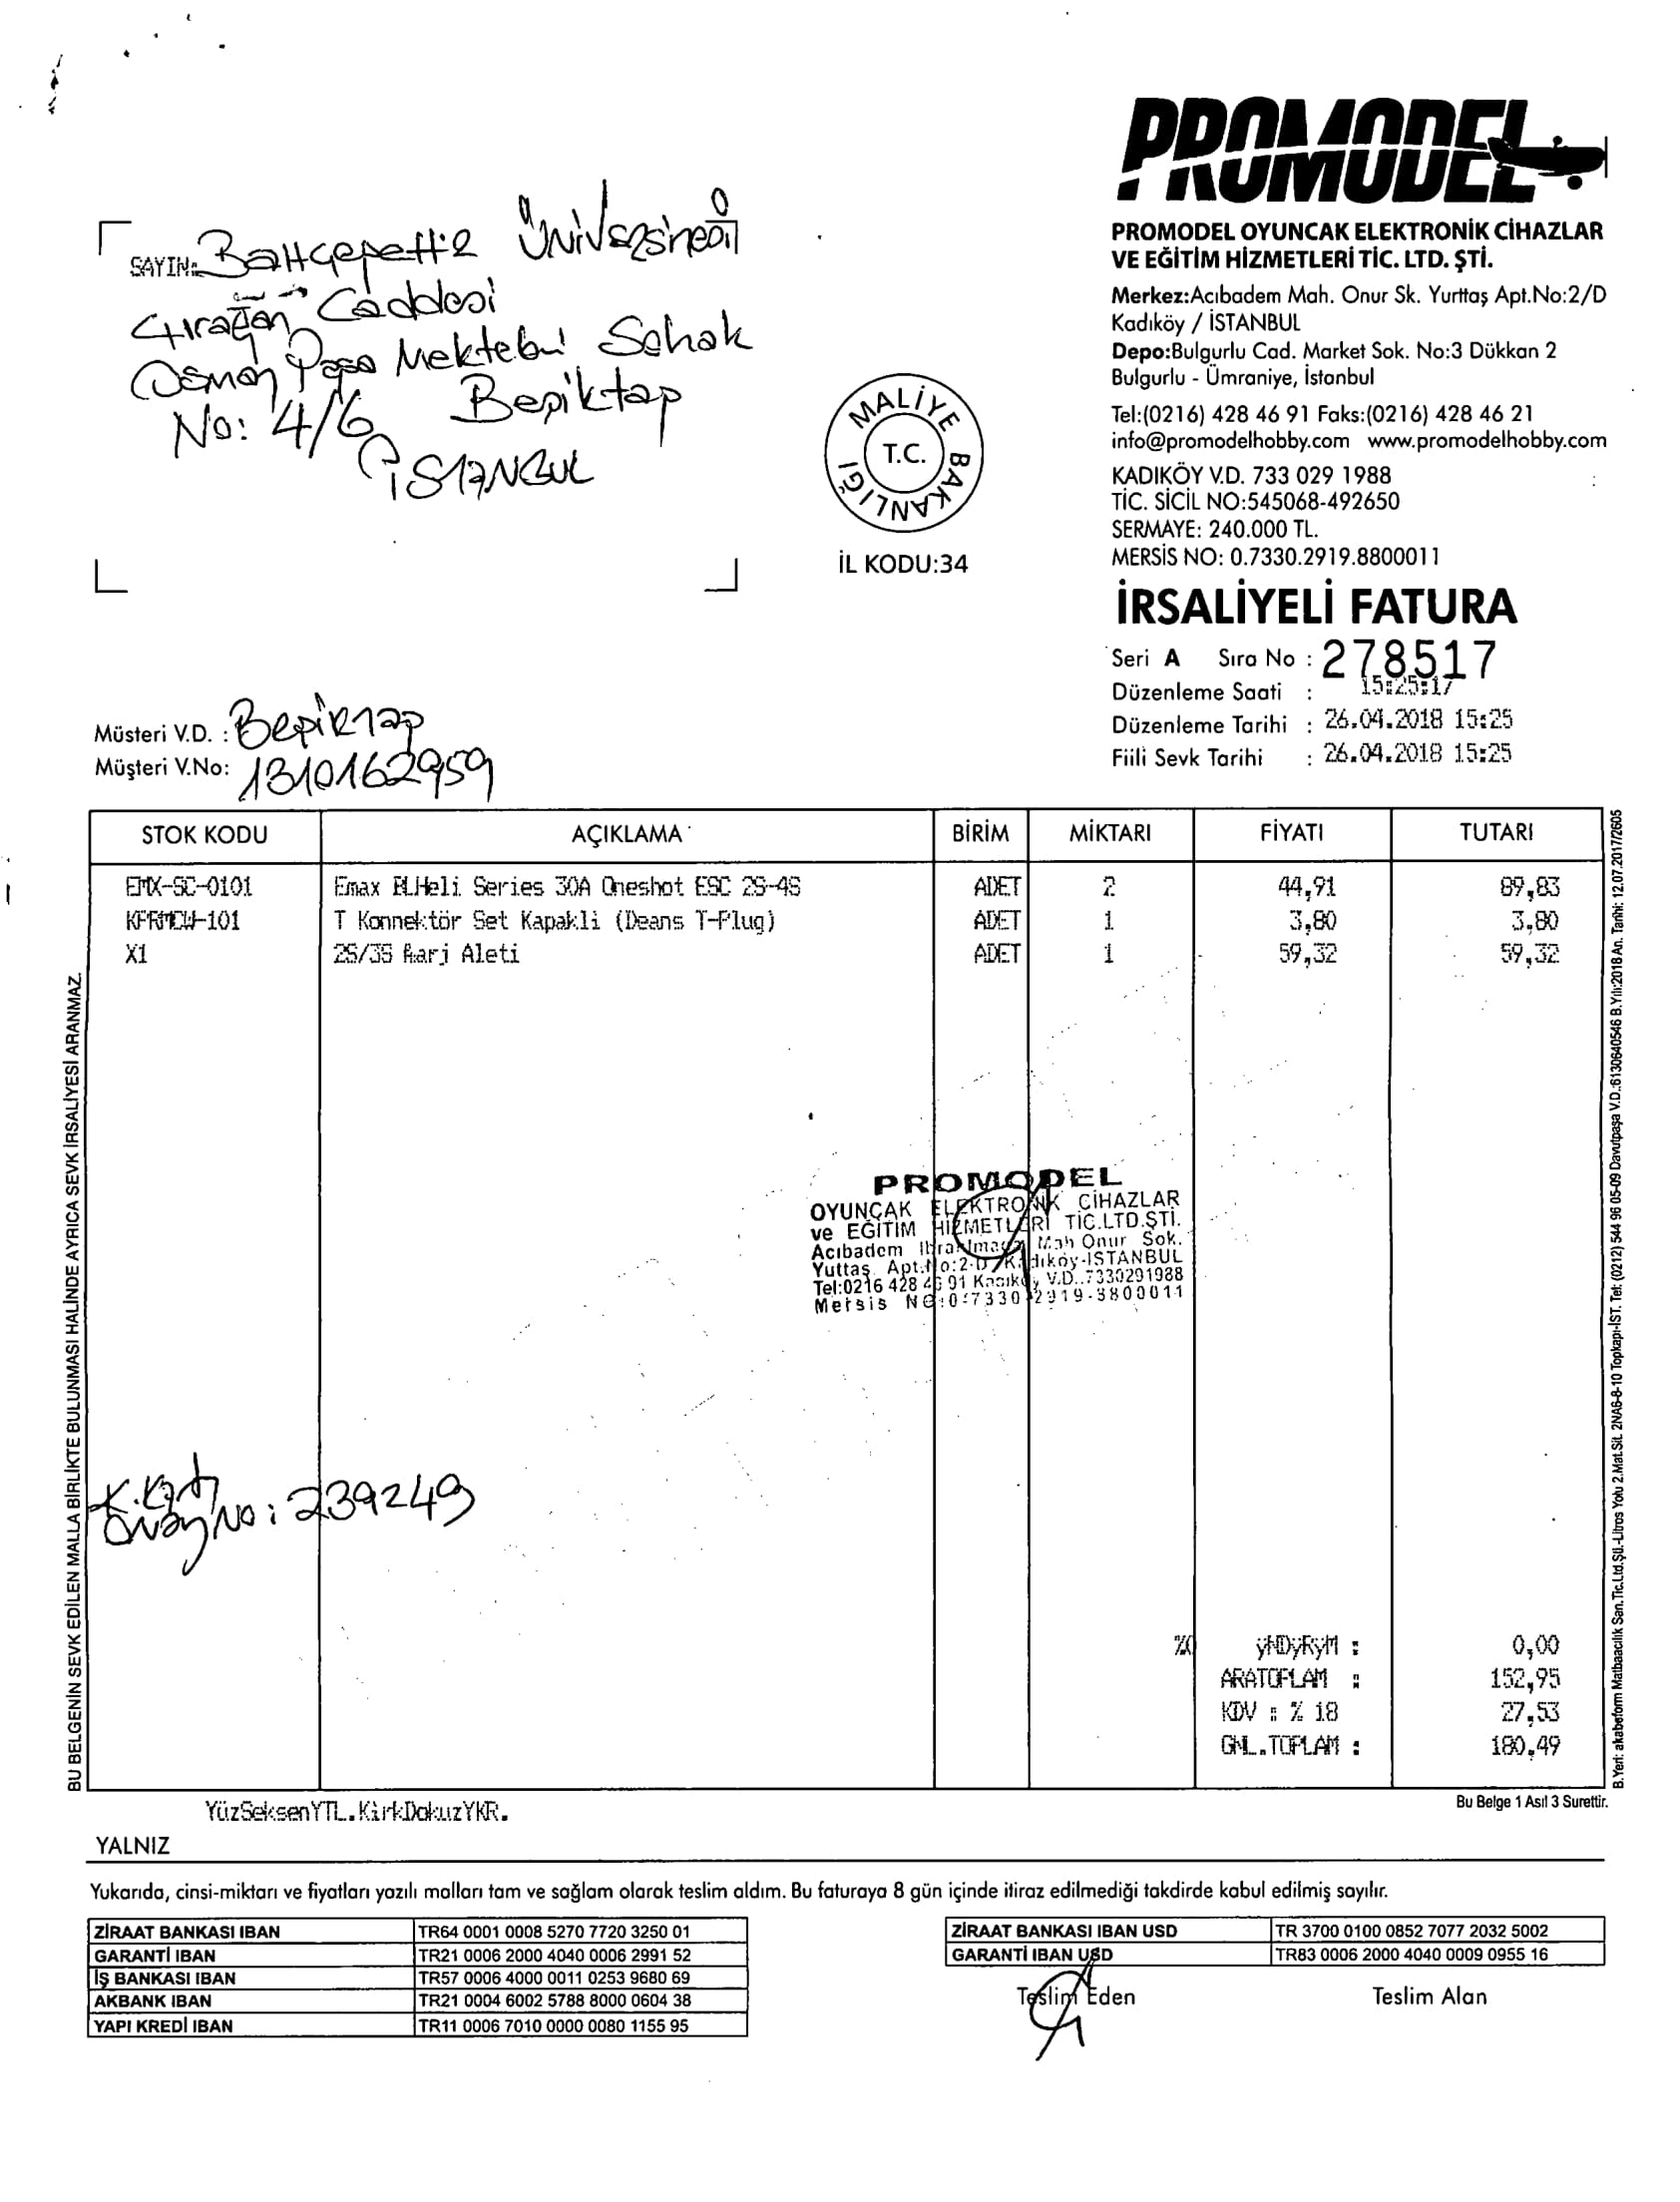 PROMODEL
PROMODEL OYUNCAK ELEKTRONİK CİHAZLAR
VE EĞİTİM HİZMETLERİ TİC. LTD. ŞTİ.
Merkez:Acıbadem Mah. Onur Sk. Yurttaş Apt.No:2/D
Kadıköy / İSTANBUL
Depo:Bulgurlu Cad. Market Sok. No:3 Dükkan 2
Bulgurlu - Ümraniye, İstanbul
Tel:(0216) 428 46 91 Faks:(0216) 428 46 21
info@promodelhobby.com www.promodelhobby.com
KADIKÖY V.D. 733 029 1988
TİC. SİCİL NO:545068-492650
SERMAYE: 240.000 TL.
MERSİS NO: 0.7330.2919.8800011
SAYIN: Üniversitesi
Çırağan Caddesi
Osman Paşa Mektebi Sokak
No: 4/6 Beşiktaş
İSTANBUL
MALİYE BAKANLIĞI
T.C.
İL KODU:34
İRSALİYELİ FATURA
Seri A Sıra No : 278517
Düzenleme Saati : 15:25:17
Düzenleme Tarihi : 26.04.2018 15:25
Fiili Sevk Tarihi : 26.04.2018 15:25
Müsteri V.D. : Beşiktaş
Müşteri V.No: 1310162959
STOK KODU AÇIKLAMA BİRİM MİKTARI FİYATI TUTARI
EMX-SC-0101 Emax BLHeli Series 30A Oneshot ESC 2S-4S ADET 2 44,91 89,83
T Konnektör Set Kapakli (Deans T-Plug) ADET 1 3,80 3,80
X1 2S/3S Aleti ADET 1 59,32 59,32
PROMODEL
OYUNCAK ELEKTRONİK CİHAZLAR
ve EĞİTİM HİZMETLERİ TİC.LTD.ŞTİ.
Acıbadem Mah Onur Sok.
Yuttaş Apt.No:2-D Kadıköy-İSTANBUL
Tel:0216 428 46 91 Kadıköy V.D.:7330291988
Mersis NO:0-7330-2919-8800011
K.Kartı
Onay No: 239249
%0 ÿNDÿRÿM : 0,00
ARATOPLAM : 152,95
KDV : % 18 27,53
GNL.TOPLAM : 180,49
BU BELGENİN SEVK EDİLEN MALLA BİRLİKTE BULUNMASI HALİNDE AYRICA SEVK İRSALİYESİ ARANMAZ.
B.Yeri: akabeform Matbaacılık San.Tic.Ltd.Şti.-Litros Yolu 2.Mat.Sit. 2NA6-8-10 Topkapı-İST. Tel: (0212) 544 96 05-09 Davutpaşa V.D.:6130640546 B.Yılı:2018 An. Tarihi: 12.07.2017/2605
YüzSeksenYTL.KirkDokuzYKR.
Bu Belge 1 Asıl 3 Surettir.
YALNIZ
Yukarıda, cinsi-miktarı ve fiyatları yazılı malları tam ve sağlam olarak teslim aldım. Bu faturaya 8 gün içinde itiraz edilmediği takdirde kabul edilmiş sayılır.
ZİRAAT BANKASI IBAN TR64 0001 0008 5270 7720 3250 01
GARANTİ IBAN TR21 0006 2000 4040 0006 2991 52
İŞ BANKASI IBAN TR57 0006 4000 0011 0253 9680 69
AKBANK IBAN TR21 0004 6002 5788 8000 0604 38
YAPI KREDİ IBAN TR11 0006 7010 0000 0080 1155 95
ZİRAAT BANKASI IBAN USD TR 3700 0100 0852 7077 2032 5002
GARANTİ IBAN USD TR83 0006 2000 4040 0009 0955 16
Teslim Eden Teslim Alan